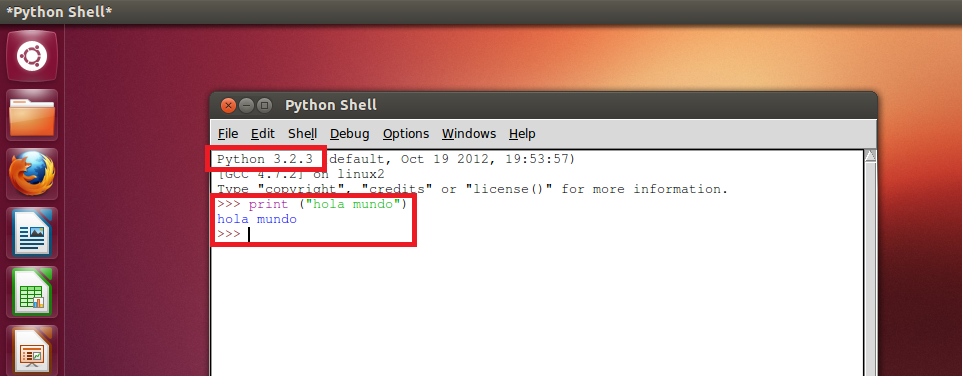 *Python Shell*
Python Shell
File Edit Shell Debug Options Windows Help
Python 3.2.3 (default, Oct 19 2012, 19:53:57)
[GCC 4.7.2] on linux2
Type "copyright", "credits" or "license()" for more information.
>>> print ("hola mundo")
hola mundo
>>>